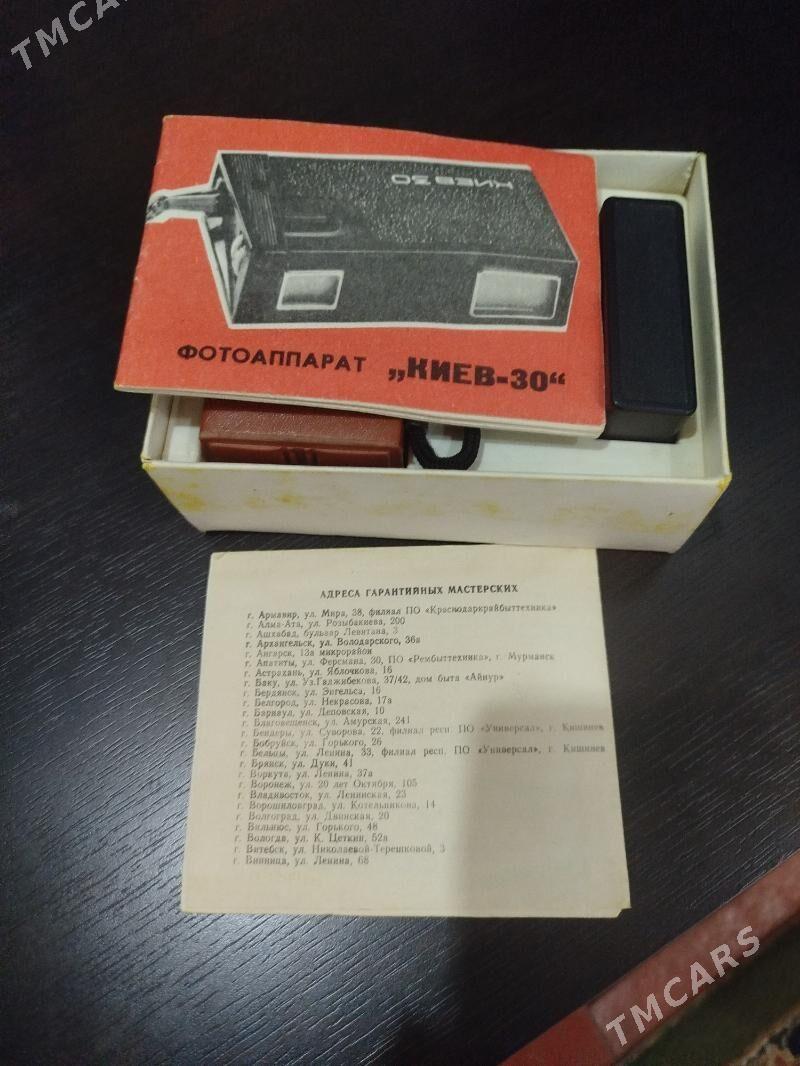 TMCARS
КИЕВ 30
ФОТОАППАРАТ „КИЕВ-30“
АДРЕСА ГАРАНТИЙНЫХ МАСТЕРСКИХ
г. Армавир, ул. Мира, 38, филиал ПО «Краснодаркрайбыттехника»
г. Алма-Ата, ул. Розыбакиева, 200
г. Ашхабад, бульвар Левитана, 3
г. Архангельск, ул. Володарского, 36а
г. Ангарск, 13а микрорайон
г. Апатиты, ул. Ферсмана, 30, ПО «Рембыттехника», г. Мурманск
г. Астрахань, ул. Яблочкова, 16
г. Баку, ул. Уз.Гаджибекова, 37/42, дом быта «Айнур»
г. Бердянск, ул. Энгельса, 16
г. Белгород, ул. Некрасова, 17а
г. Барнаул, ул. Деповская, 10
г. Благовещенск, ул. Амурская, 241
г. Бендеры, ул. Суворова, 22, филиал респ. ПО «Универсал», г. Кишинев
г. Бобруйск, ул. Горького, 26
г. Бельцы, ул. Ленина, 33, филиал респ. ПО «Универсал», г. Кишинев
г. Брянск, ул. Дуки, 41
г. Воркута, ул. Ленина, 37а
г. Воронеж, ул. 20 лет Октября, 105
г. Владивосток, ул. Ленинская, 23
г. Ворошиловград, ул. Котельникова, 14
г. Волгоград, ул. Двинская, 20
г. Вильнюс, ул. Горького, 48
г. Вологда, ул. К. Цеткин, 52а
г. Витебск, ул. Николаевой-Терешковой, 3
г. Винница, ул. Ленина, 68
TMCARS